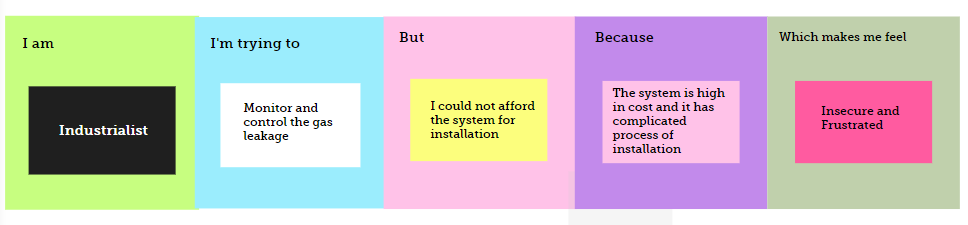 I am
Industrialist
I'm trying to
Monitor and
control the gas
leakage
But
I could not afford
the system for
installation
Because
The system is high
in cost and it has
complicated
process of
installation
Which makes me feel
Insecure and
Frustrated